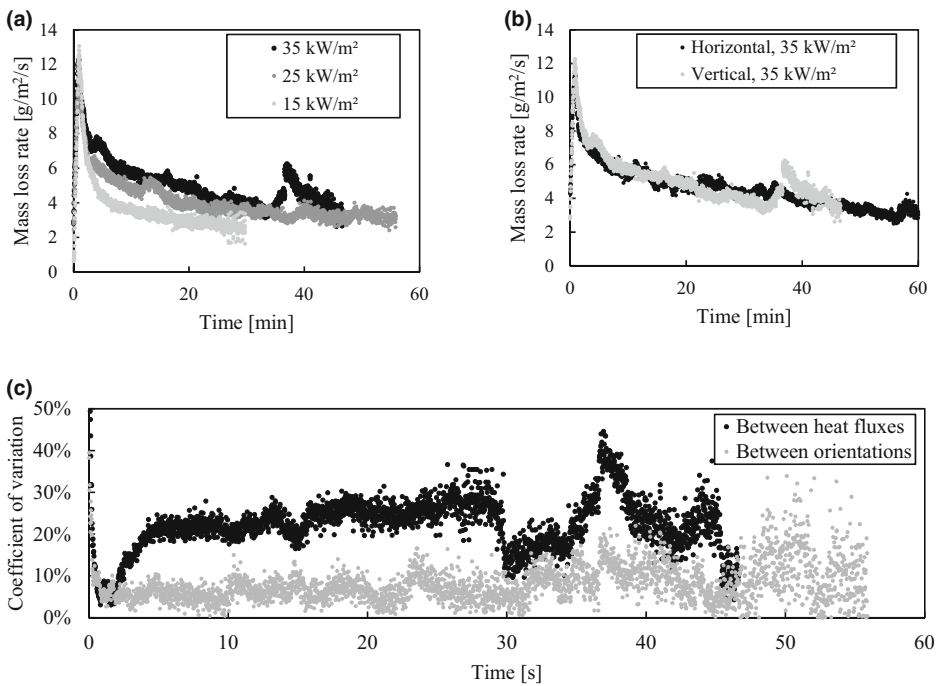 (a)
14
12
10
8
6
4
2
0
Mass loss rate [g/m²/s]
35 kW/m²
25 kW/m²
15 kW/m²
0 20 40 60
Time [min]
(b)
14
12
10
8
6
4
2
0
Mass loss rate [g/m²/s]
Horizontal, 35 kW/m²
Vertical, 35 kW/m²
0 20 40 60
Time [min]
(c)
50%
40%
30%
20%
10%
0%
Coefficient of variation
Between heat fluxes
Between orientations
0 10 20 30 40 50 60
Time [s]